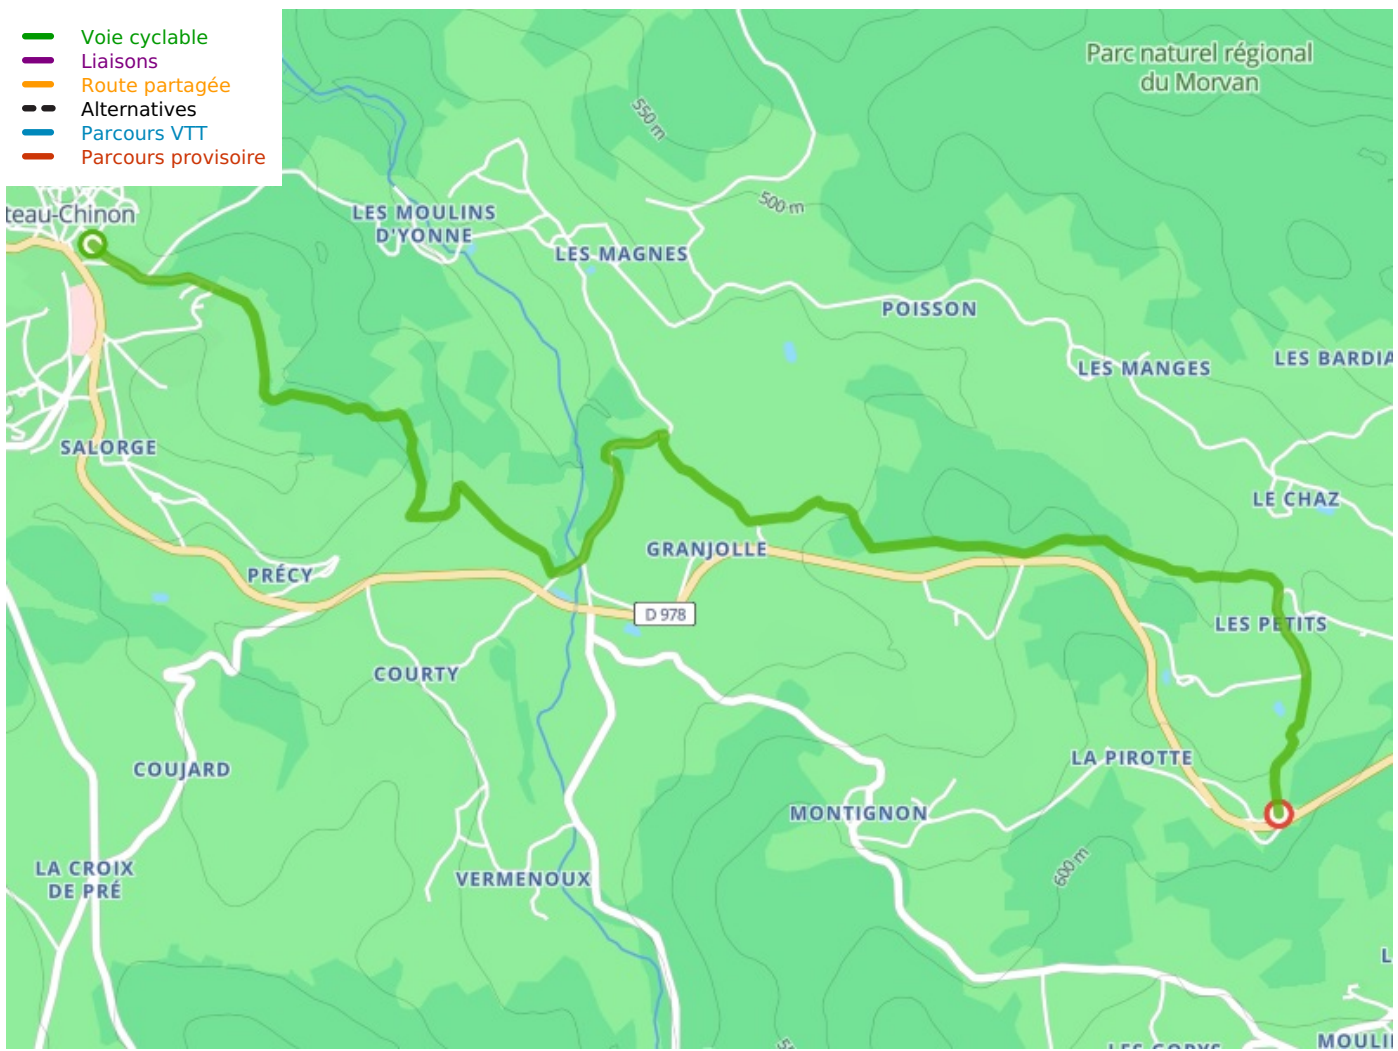 Voie cyclable
Liaisons
Route partagée
Alternatives
Parcours VTT
Parcours provisoire
Parc naturel régional
du Morvan
550 m
500 m
teau-Chinon
LES MOULINS
D'YONNE
LES MAGNES
POISSON
LES MANGES
LES BARDIA
SALORGE
LE CHAZ
GRANJOLLE
PRÉCY
D 978
LES PETITS
COURTY
LA PIROTTE
COUJARD
MONTIGNON
600 m
LA CROIX
DE PRÉ
VERMENOUX
L
MOULI